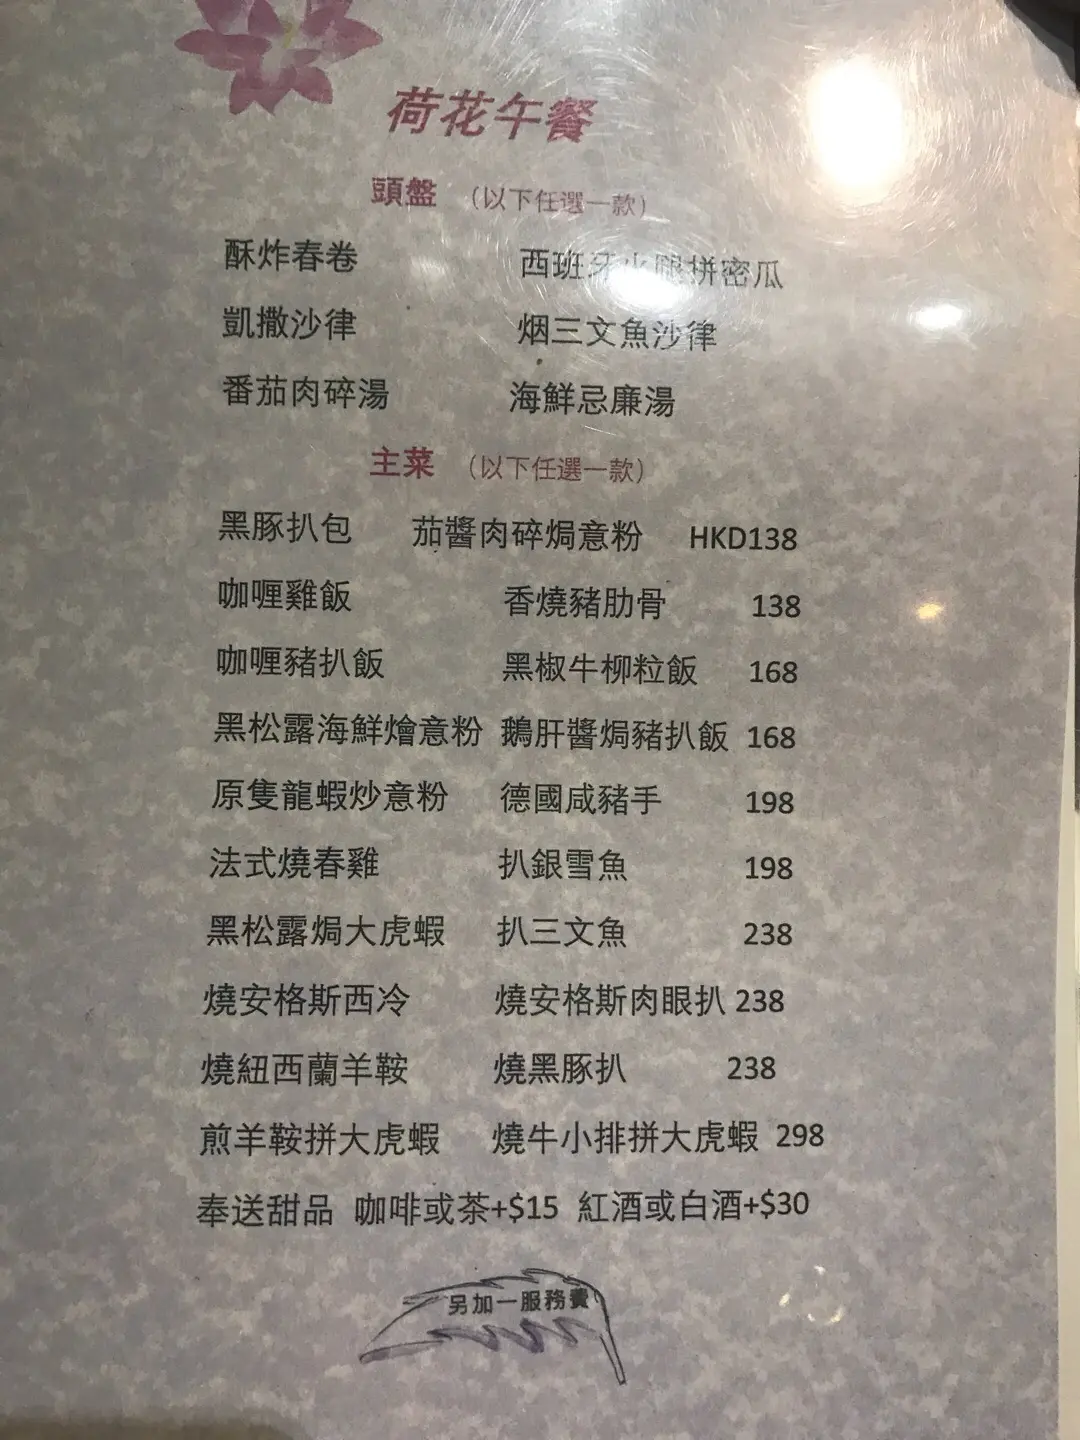 荷花午餐
頭盤 （以下任選一款）
酥炸春卷 西班牙火腿拼密瓜
凱撒沙律 烟三文魚沙律
番茄肉碎湯 海鮮忌廉湯
主菜 （以下任選一款）
黑豚扒包 茄醬肉碎焗意粉 HKD138
咖喱雞飯 香燒豬肋骨 138
咖喱豬扒飯 黑椒牛柳粒飯 168
黑松露海鮮燴意粉 鵝肝醬焗豬扒飯 168
原隻龍蝦炒意粉 德國咸豬手 198
法式燒春雞 扒銀雪魚 198
黑松露焗大虎蝦 扒三文魚 238
燒安格斯西冷 燒安格斯肉眼扒 238
燒紐西蘭羊鞍 燒黑豚扒 238
煎羊鞍拼大虎蝦 燒牛小排拼大虎蝦 298
奉送甜品 咖啡或茶+$15 紅酒或白酒+$30
另加一服務費